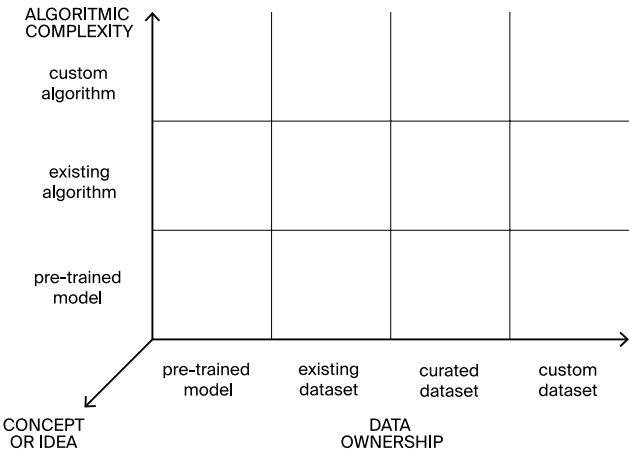 ALGORITMIC
COMPLEXITY
custom
algorithm
existing
algorithm
pre-trained
model
pre-trained
model
existing
dataset
curated
dataset
custom
dataset
CONCEPT
OR IDEA
DATA
OWNERSHIP